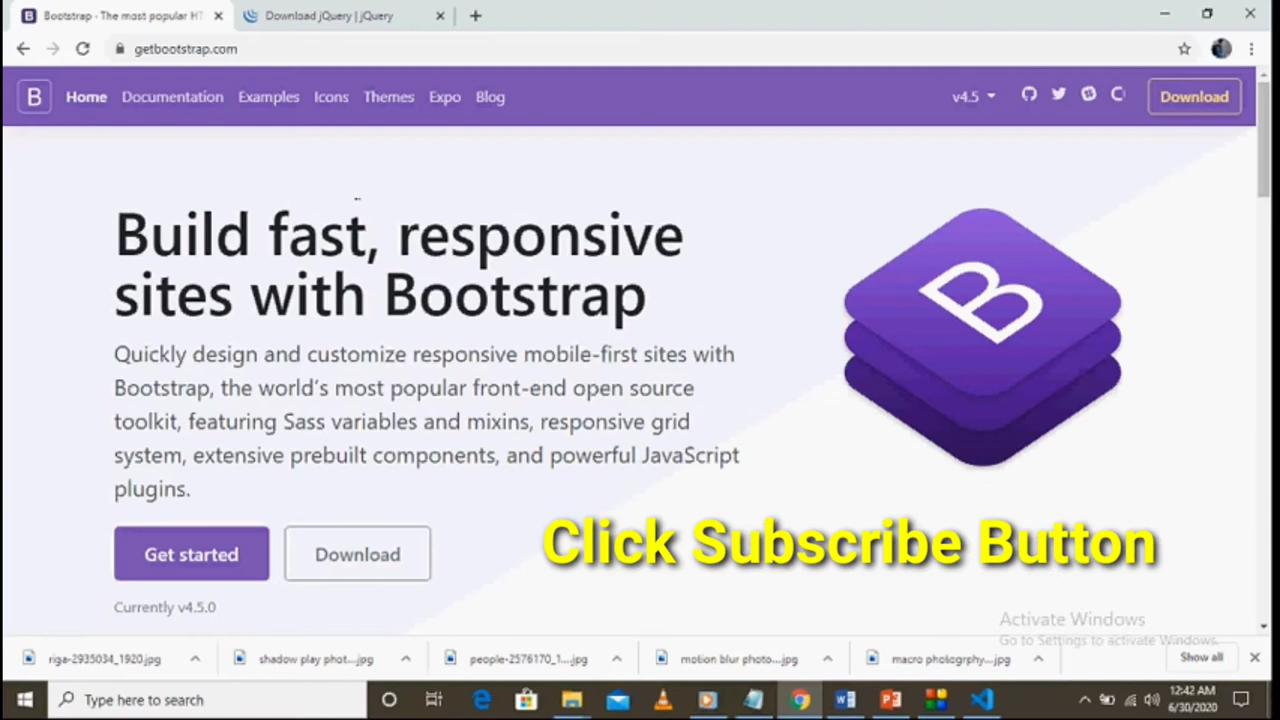 Bootstrap - The most popular HT
Download jQuery | jQuery
getbootstrap.com
B
Home Documentation Examples Icons Themes Expo Blog
v4.5
Download
Build fast, responsive
sites with Bootstrap
B
Quickly design and customize responsive mobile-first sites with
Bootstrap, the world's most popular front-end open source
toolkit, featuring Sass variables and mixins, responsive grid
system, extensive prebuilt components, and powerful JavaScript
plugins.
Get started
Download
Click Subscribe Button
Currently v4.5.0
Activate Windows
Go to Settings to activate Windows.
riga-2935034_1920.jpg
shadow play phot....jpg
people-2576170_1...jpg
motion blur photo...jpg
macro photogrphy....jpg
Show all
Type here to search
12:42 AM
6/30/2020